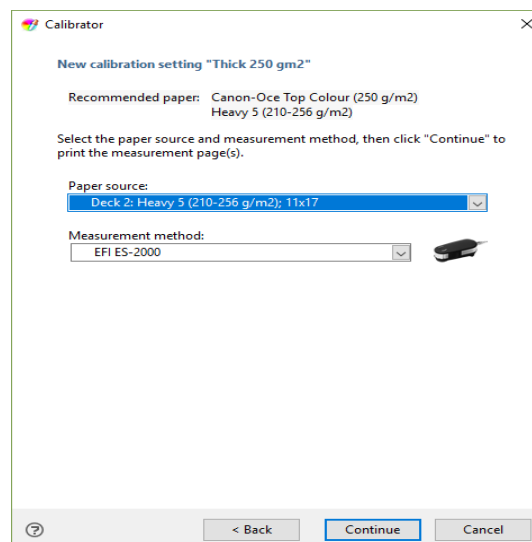 Calibrator
New calibration setting "Thick 250 gm2"
Recommended paper: Canon-Oce Top Colour (250 g/m2)
Heavy 5 (210-256 g/m2)
Select the paper source and measurement method, then click "Continue" to
print the measurement page(s).
Paper source:
Deck 2: Heavy 5 (210-256 g/m2); 11x17
Measurement method:
EFI ES-2000
< Back
Continue
Cancel